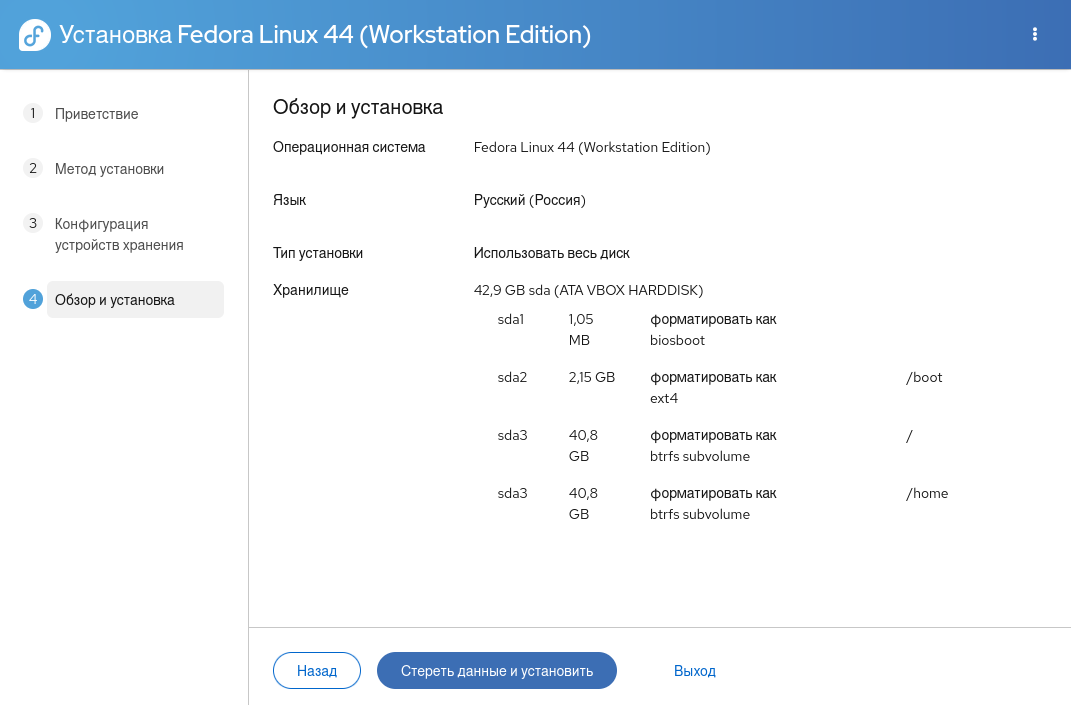 Установка Fedora Linux 44 (Workstation Edition)
1 Приветствие
2 Метод установки
3 Конфигурация
устройств хранения
4 Обзор и установка
Обзор и установка
Операционная система Fedora Linux 44 (Workstation Edition)
Язык Русский (Россия)
Тип установки Использовать весь диск
Хранилище 42,9 GB sda (ATA VBOX HARDDISK)
sda1 1,05 форматировать как
MB biosboot
sda2 2,15 GB форматировать как /boot
ext4
sda3 40,8 форматировать как /
GB btrfs subvolume
sda3 40,8 форматировать как /home
GB btrfs subvolume
Назад Стереть данные и установить Выход